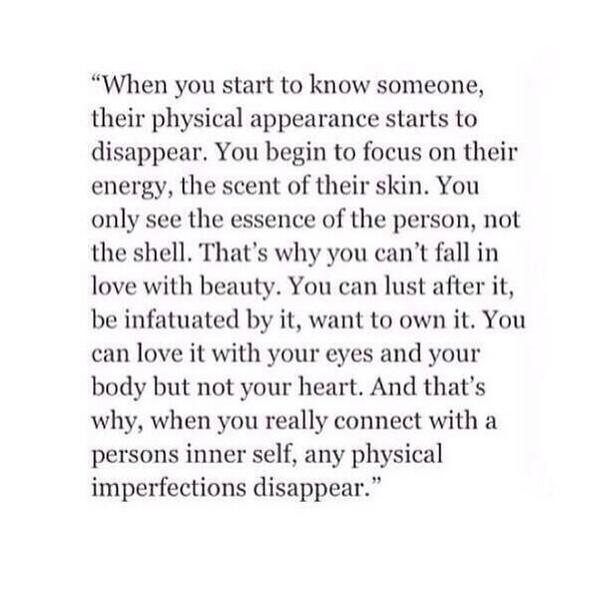 “When you start to know someone,
their physical appearance starts to
disappear. You begin to focus on their
energy, the scent of their skin. You
only see the essence of the person, not
the shell. That’s why you can’t fall in
love with beauty. You can lust after it,
be infatuated by it, want to own it. You
can love it with your eyes and your
body but not your heart. And that’s
why, when you really connect with a
persons inner self, any physical
imperfections disappear.”